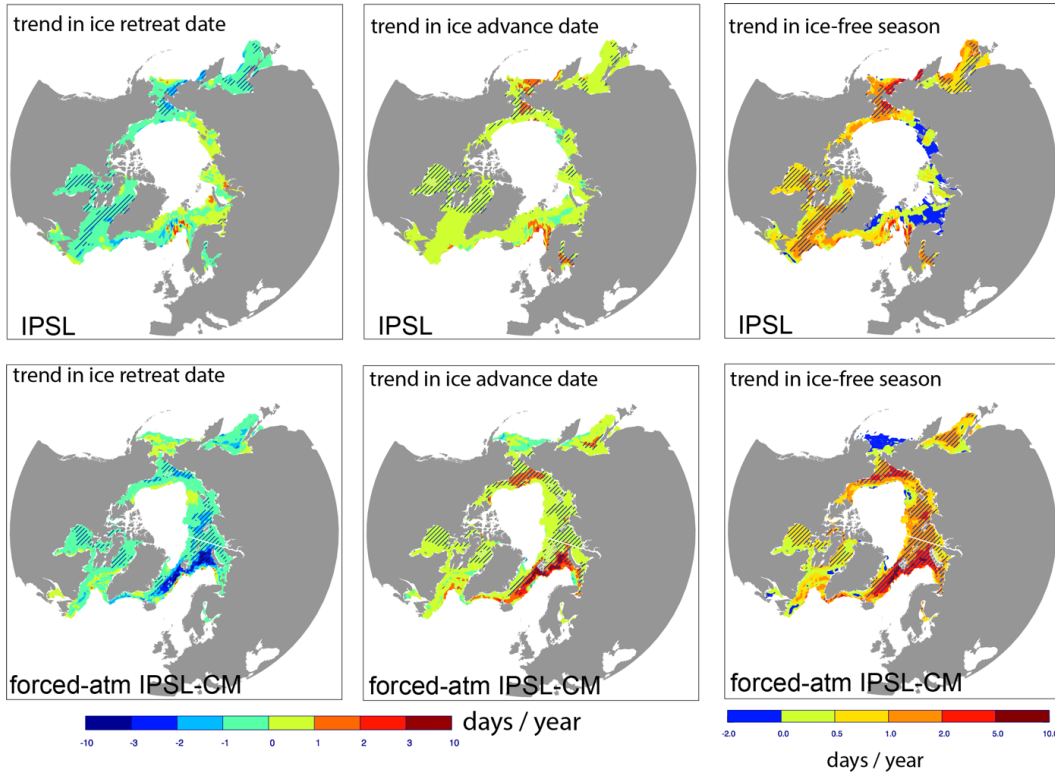 trend in ice retreat date
trend in ice advance date
trend in ice-free season
IPSL
IPSL
IPSL
trend in ice retreat date
trend in ice advance date
trend in ice-free season
forced-atm IPSL-CM
forced-atm IPSL-CM
forced-atm IPSL-CM
-10 -3 -2 -1 0 1 2 3 10
days / year
-2.0 0.0 0.5 1.0 2.0 5.0 10.0
days / year